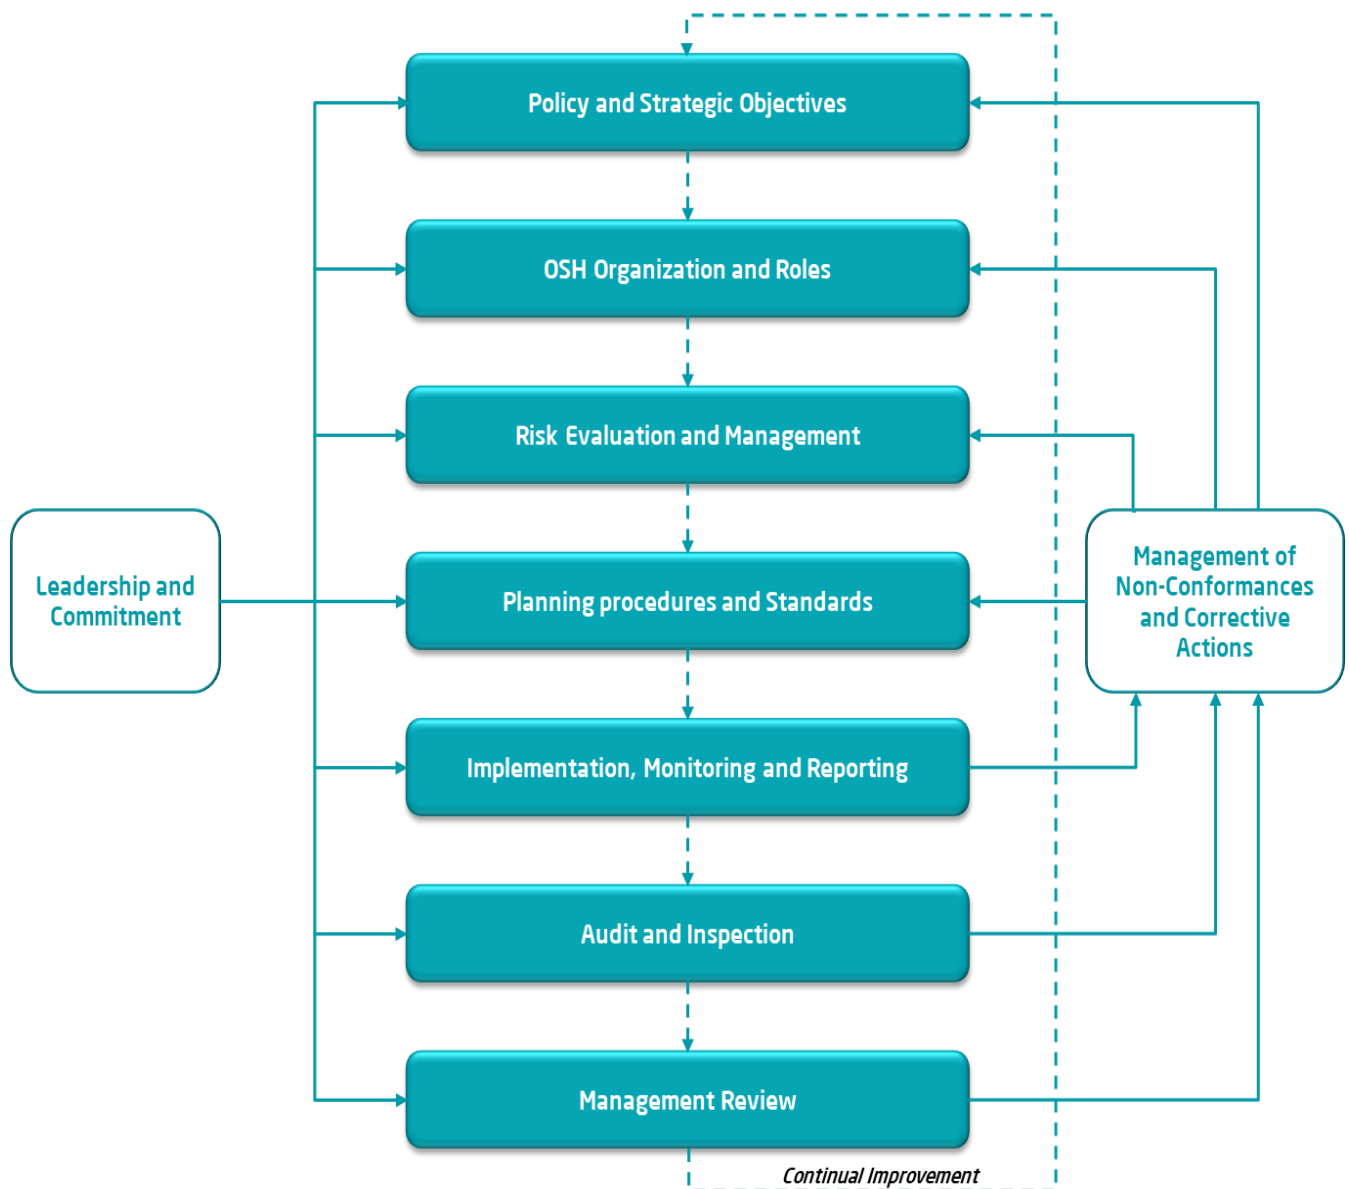 Policy and Strategic Objectives
OSH Organization and Roles
Risk Evaluation and Management
Leadership and
Commitment
Planning procedures and Standards
Management of
Non-Conformances
and Corrective
Actions
Implementation, Monitoring and Reporting
Audit and Inspection
Management Review
Continual Improvement